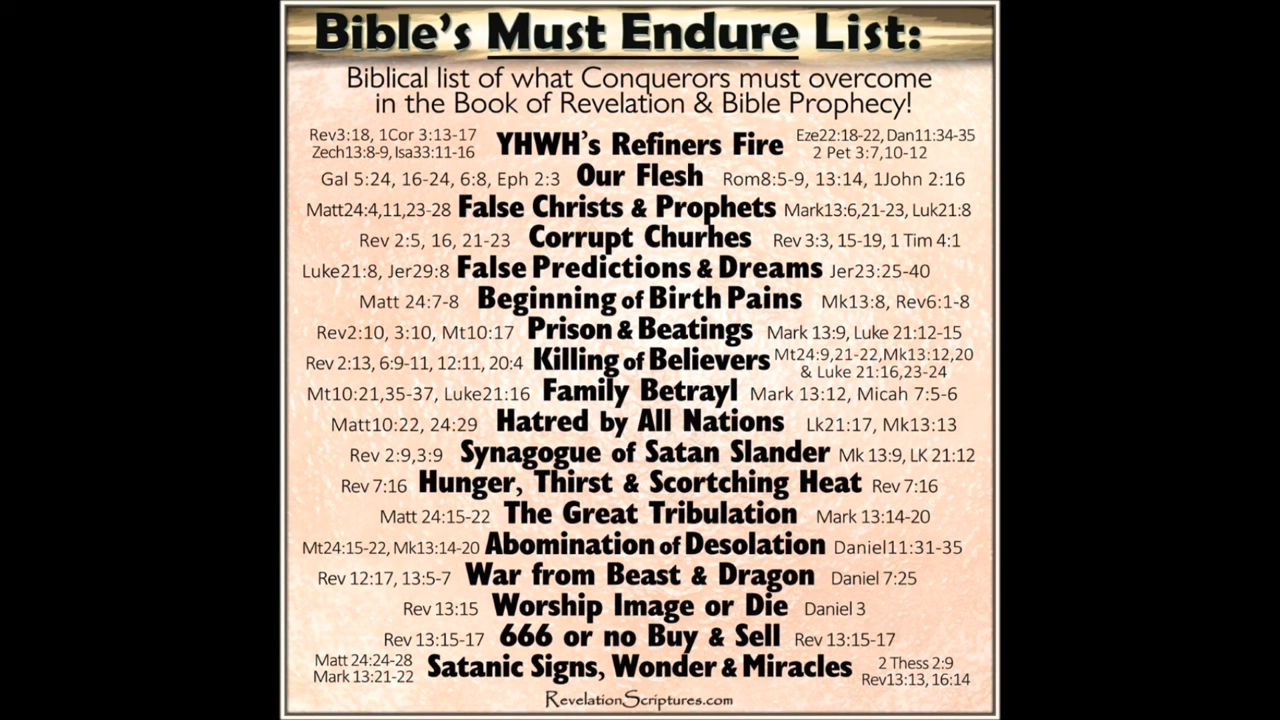 Bible's Must Endure List:
Biblical list of what Conquerors must overcome
in the Book of Revelation & Bible Prophecy!
Rev3:18, 1Cor 3:13-17
Zech13:8-9, Isa33:11-16 YHWH's Refiners Fire Eze22:18-22, Dan11:34-35
2 Pet 3:7,10-12
Gal 5:24, 16-24, 6:8, Eph 2:3 Our Flesh Rom8:5-9, 13:14, 1John 2:16
Matt24:4,11,23-28 False Christs & Prophets Mark13:6,21-23, Luk21:8
Rev 2:5, 16, 21-23 Corrupt Churhes Rev 3:3, 15-19, 1 Tim 4:1
Luke21:8, Jer29:8 False Predictions & Dreams Jer23:25-40
Matt 24:7-8 Beginning of Birth Pains Mk13:8, Rev6:1-8
Rev2:10, 3:10, Mt10:17 Prison & Beatings Mark 13:9, Luke 21:12-15
Rev 2:13, 6:9-11, 12:11, 20:4 Killing of Believers Mt24:9,21-22,Mk13:12,20
& Luke 21:16,23-24
Mt10:21,35-37, Luke21:16 Family Betrayl Mark 13:12, Micah 7:5-6
Matt10:22, 24:29 Hatred by All Nations Lk21:17, Mk13:13
Rev 2:9,3:9 Synagogue of Satan Slander Mk 13:9, LK 21:12
Rev 7:16 Hunger, Thirst & Scortching Heat Rev 7:16
Matt 24:15-22 The Great Tribulation Mark 13:14-20
Mt24:15-22, Mk13:14-20 Abomination of Desolation Daniel11:31-35
Rev 12:17, 13:5-7 War from Beast & Dragon Daniel 7:25
Rev 13:15 Worship Image or Die Daniel 3
Rev 13:15-17 666 or no Buy & Sell Rev 13:15-17
Matt 24:24-28
Mark 13:21-22 Satanic Signs, Wonder & Miracles 2 Thess 2:9
Rev13:13, 16:14
RevelationScriptures.com